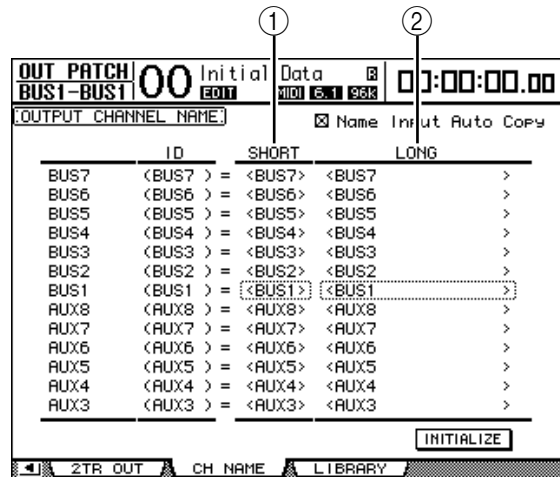 ① ②
OUT PATCH 00 Initial Data R 00:00:00.00
BUS1-BUS1 EDIT MIDI 6.1 96K
OUTPUT CHANNEL NAME Name Input Auto Copy
ID SHORT LONG
BUS7 (BUS7 ) = <BUS7> <BUS7 >
BUS6 (BUS6 ) = <BUS6> <BUS6 >
BUS5 (BUS5 ) = <BUS5> <BUS5 >
BUS4 (BUS4 ) = <BUS4> <BUS4 >
BUS3 (BUS3 ) = <BUS3> <BUS3 >
BUS2 (BUS2 ) = <BUS2> <BUS2 >
BUS1 (BUS1 ) = <BUS1> <BUS1 >
AUX8 (AUX8 ) = <AUX8> <AUX8 >
AUX7 (AUX7 ) = <AUX7> <AUX7 >
AUX6 (AUX6 ) = <AUX6> <AUX6 >
AUX5 (AUX5 ) = <AUX5> <AUX5 >
AUX4 (AUX4 ) = <AUX4> <AUX4 >
AUX3 (AUX3 ) = <AUX3> <AUX3 >
INITIALIZE
2TR OUT CH NAME LIBRARY